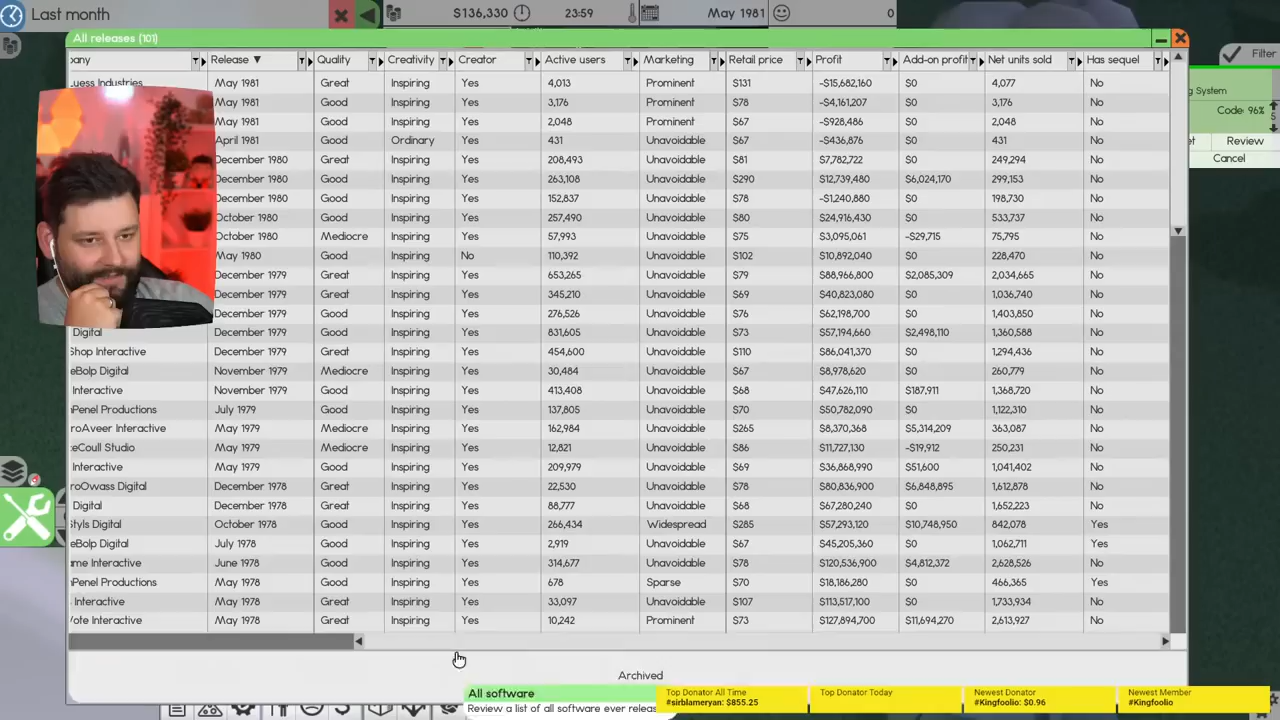 Last month $136,330 23:59 May 1981 0
All releases (101)
Filter
Release ▼ Quality Creativity Creator Active users Marketing Retail price Profit Add-on profit Net units sold Has sequel
uess Industries May 1981 Great Inspiring Yes 4,013 Prominent $131 -$15,682,160 $0 4,077 No
May 1981 Good Inspiring Yes 3,176 Prominent $78 -$4,161,207 $0 3,176 No
May 1981 Good Inspiring Yes 2,048 Prominent $67 -$928,486 $0 2,048 No
April 1981 Good Ordinary Yes 431 Unavoidable $67 -$436,876 $0 431 No
December 1980 Great Inspiring Yes 208,493 Unavoidable $81 $7,782,722 $0 249,294 No
December 1980 Good Inspiring Yes 263,108 Unavoidable $290 $12,739,480 $6,024,170 299,153 No
December 1980 Good Inspiring Yes 152,837 Unavoidable $78 -$1,240,880 $0 198,730 No
October 1980 Good Inspiring Yes 257,490 Unavoidable $80 $24,916,430 $0 533,737 No
October 1980 Mediocre Inspiring Yes 57,993 Unavoidable $75 $3,095,061 -$29,715 75,795 No
May 1980 Good Inspiring No 110,392 Unavoidable $102 $10,892,040 $0 228,470 No
December 1979 Great Inspiring Yes 653,265 Unavoidable $79 $88,966,800 $2,085,309 2,034,665 No
December 1979 Great Inspiring Yes 345,210 Unavoidable $69 $40,823,080 $0 1,036,740 No
December 1979 Good Inspiring Yes 276,526 Unavoidable $76 $62,198,700 $0 1,403,850 No
Digital December 1979 Good Inspiring Yes 831,605 Unavoidable $73 $57,194,660 $2,498,110 1,360,588 No
Shop Interactive December 1979 Great Inspiring Yes 454,600 Unavoidable $110 $86,041,370 $0 1,294,436 No
eBolp Digital November 1979 Mediocre Inspiring Yes 30,484 Unavoidable $67 $8,978,620 $0 260,779 No
Interactive November 1979 Good Inspiring Yes 413,408 Unavoidable $68 $47,626,110 $187,911 1,368,720 No
Panel Productions July 1979 Good Inspiring Yes 137,805 Unavoidable $70 $50,782,090 $0 1,122,310 No
roAveer Interactive May 1979 Mediocre Inspiring Yes 162,984 Unavoidable $265 $8,370,368 $5,314,209 363,087 No
ceCoull Studio May 1979 Mediocre Inspiring Yes 12,821 Unavoidable $86 $11,727,130 -$19,912 250,231 No
Interactive May 1979 Good Inspiring Yes 209,979 Unavoidable $69 $36,868,990 $51,600 1,041,402 No
roOwass Digital December 1978 Great Inspiring Yes 22,530 Unavoidable $78 $80,836,900 $6,848,895 1,612,878 No
Digital December 1978 Great Inspiring Yes 88,777 Unavoidable $68 $67,280,240 $0 1,652,223 No
Styls Digital October 1978 Good Inspiring Yes 266,434 Widespread $285 $57,293,120 $10,748,950 842,078 Yes
eBolp Digital July 1978 Good Inspiring Yes 2,919 Unavoidable $67 $45,205,360 $0 1,062,711 Yes
ame Interactive June 1978 Good Inspiring Yes 314,677 Unavoidable $78 $120,536,900 $4,812,372 2,628,526 No
Panel Productions May 1978 Good Inspiring Yes 678 Sparse $70 $18,186,280 $0 466,365 Yes
Interactive May 1978 Great Inspiring Yes 33,097 Unavoidable $107 $113,517,100 $0 1,733,934 No
Vote Interactive May 1978 Great Inspiring Yes 10,242 Prominent $73 $127,894,700 $11,694,270 2,613,927 No
g System
Code: 96%
Review
Cancel
Archived
All software
Review a list of all software ever relea
Top Donator All Time
#sirblameryan: $855.25
Top Donator Today
Newest Donator
#Kingfoolio: $0.96
Newest Member
#Kingfoolio